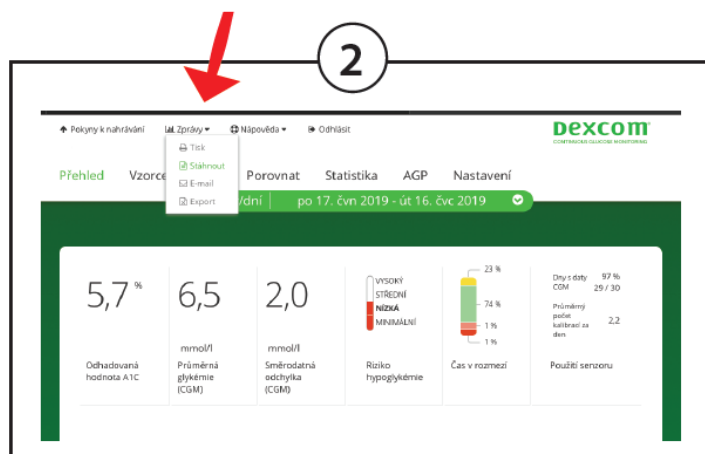 2
Pokyny k nahrávání Zprávy Nápověda Odhlásit
Dexcom
CONTINUOUS GLUCOSE MONITORING
Tisk
Stáhnout
E-mail
Export
Přehled Vzorce Porovnat Statistika AGP Nastavení
/dní po 17. čvn 2019 - út 16. čvc 2019
5,7 %
Odhadovaná
hodnota A1C
6,5
mmol/l
Průměrná
glykémie
(CGM)
2,0
mmol/l
Směrodatná
odchylka
(CGM)
VYSOKÝ
STŘEDNÍ
NÍZKÁ
MINIMÁLNÍ
Riziko
hypoglykémie
23 %
74 %
1 %
1 %
Čas v rozmezí
Dny s daty 97 %
CGM 29 / 30
Průměrný
počet
kalibrací za 2,2
den
Použití senzoru